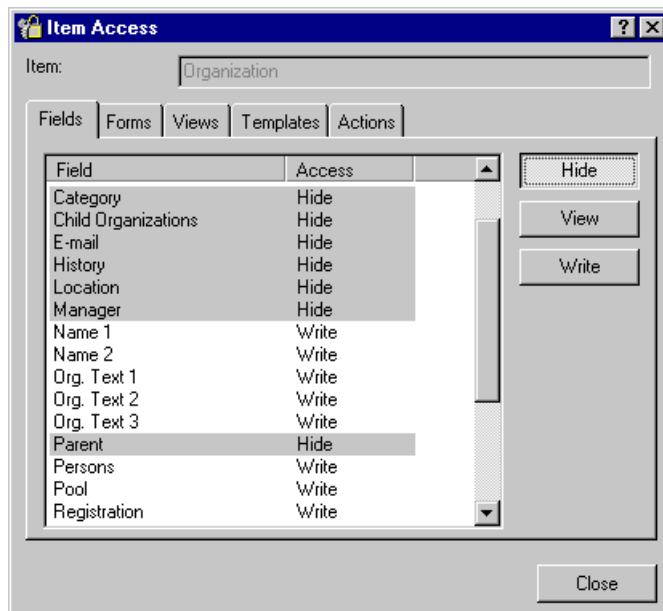 Item Access
Item: Organization
Fields Forms Views Templates Actions
Field Access
Category Hide
Child Organizations Hide
E-mail Hide
History Hide
Location Hide
Manager Hide
Name 1 Write
Name 2 Write
Org. Text 1 Write
Org. Text 2 Write
Org. Text 3 Write
Parent Hide
Persons Write
Pool Write
Registration Write
Hide
View
Write
Close